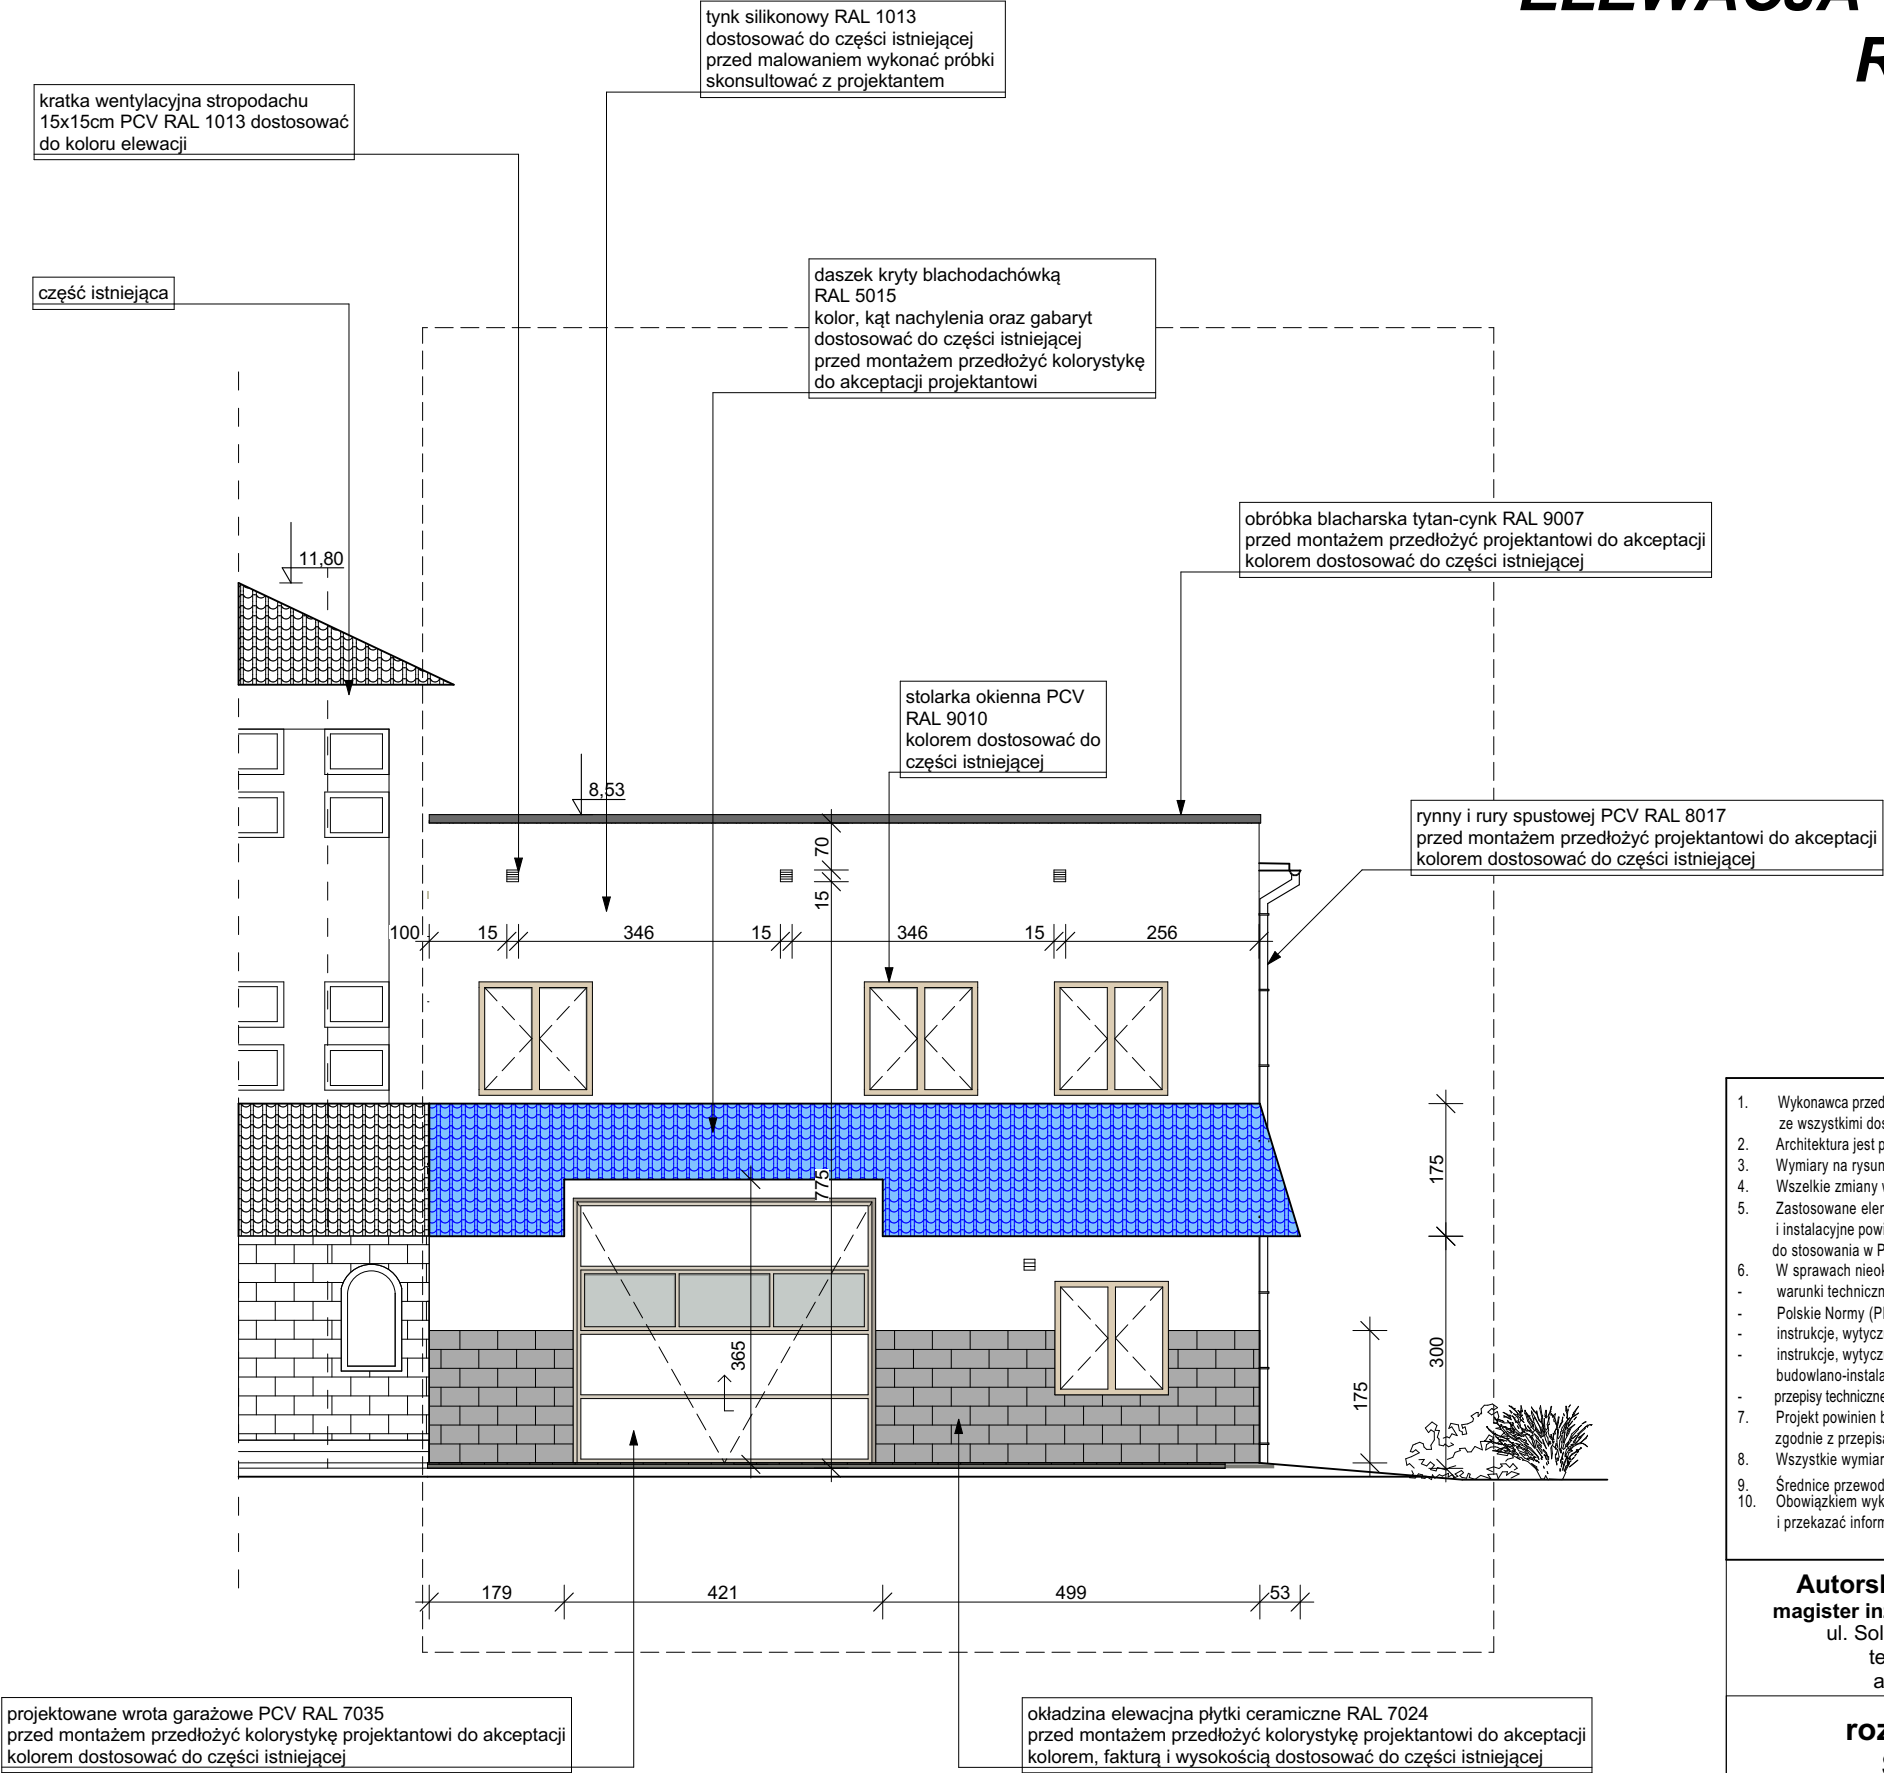 ELEWACJA
R
tynk silikonowy RAL 1013
dostosować do części istniejącej
przed malowaniem wykonać próbki
skonsultować z projektantem
kratka wentylacyjna stropodachu
15x15cm PCV RAL 1013 dostosować
do koloru elewacji
część istniejąca
daszek kryty blachodachówką
RAL 5015
kolor, kąt nachylenia oraz gabaryt
dostosować do części istniejącej
przed montażem przedłożyć kolorystykę
do akceptacji projektantowi
obróbka blacharska tytan-cynk RAL 9007
przed montażem przedłożyć projektantowi do akceptacji
kolorem dostosować do części istniejącej
11,80
stolarka okienna PCV
RAL 9010
kolorem dostosować do
części istniejącej
8,53
rynny i rury spustowej PCV RAL 8017
przed montażem przedłożyć projektantowi do akceptacji
kolorem dostosować do części istniejącej
70
15
100 15 346 15 346 15 256
775
365
175
175
300
1. Wykonawca przed
ze wszystkimi dos
2. Architektura jest p
3. Wymiary na rysun
4. Wszelkie zmiany
5. Zastosowane eler
i instalacyjne powi
do stosowania w P
6. W sprawach nieok
- warunki techniczn
- Polskie Normy (P
- instrukcje, wytycz
- instrukcje, wytycz
budowlano-instala
- przepisy techniczne
7. Projekt powinien b
zgodnie z przepisa
8. Wszystkie wymiar
9. Średnice przewod
10. Obowiązkiem wyk
i przekazać inform
179 421 499 53
Autors
magister in
ul. Sol
te
a
roz
projektowane wrota garażowe PCV RAL 7035
przed montażem przedłożyć kolorystykę projektantowi do akceptacji
kolorem dostosować do części istniejącej
okładzina elewacjna płytki ceramiczne RAL 7024
przed montażem przedłożyć kolorystykę projektantowi do akceptacji
kolorem, fakturą i wysokością dostosować do części istniejącej